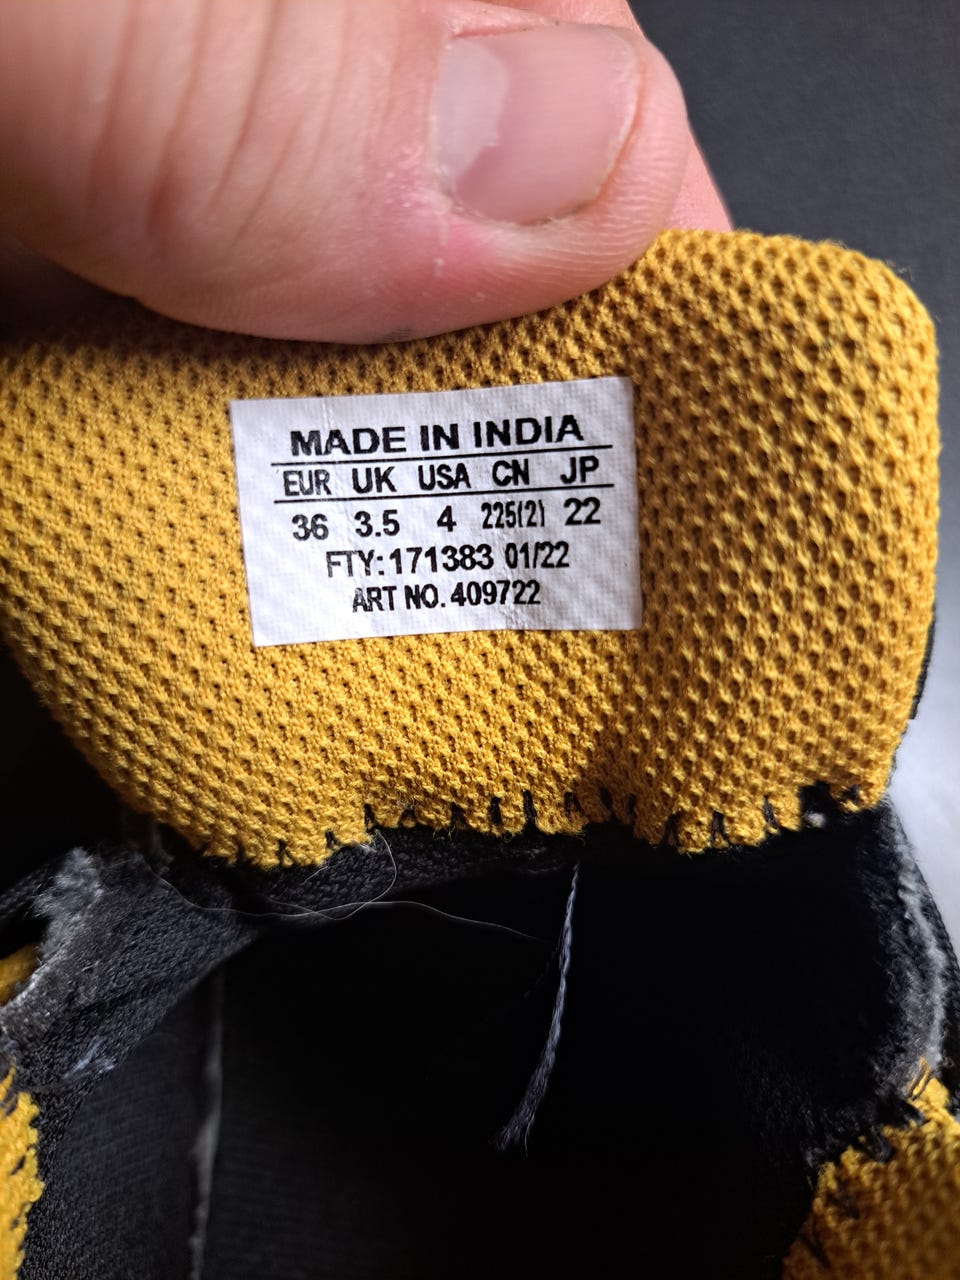 MADE IN INDIA
EUR UK USA CN JP
36 3.5 4 225(2) 22
FTY:171383 01/22
ART NO. 409722